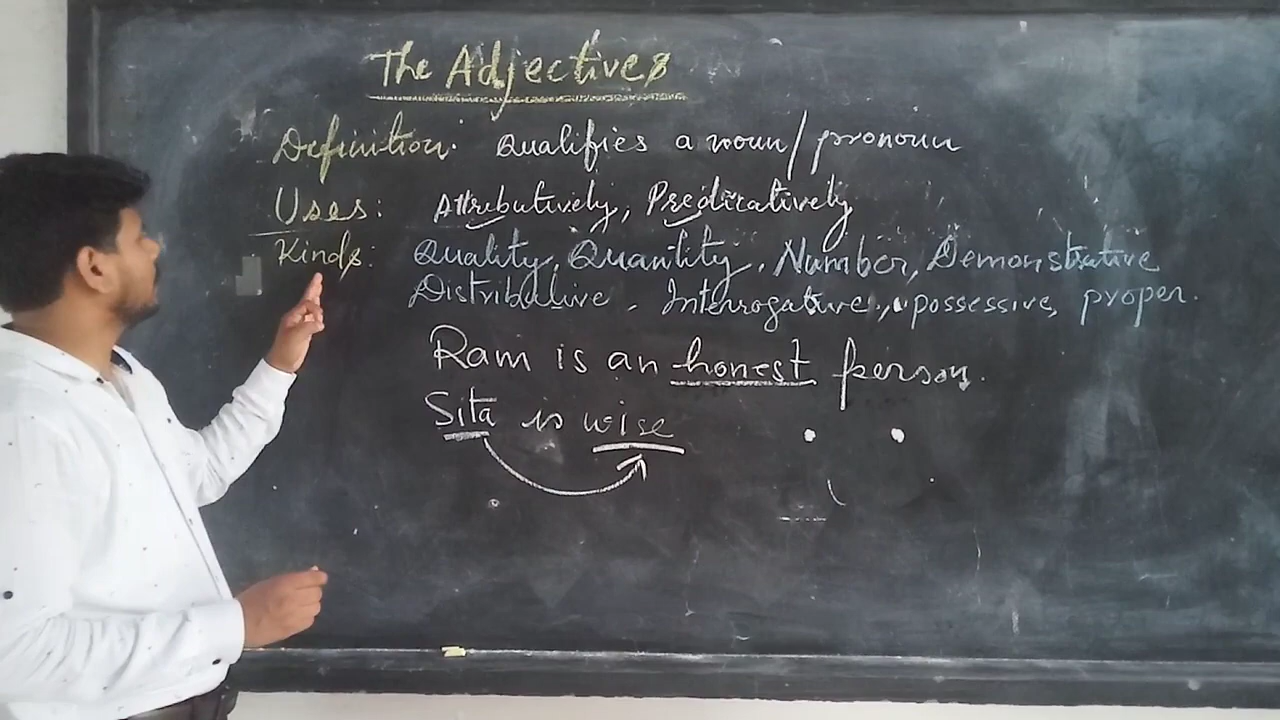 The Adjectives
Definition: Qualifies a noun/pronoun
Uses: Attributively, Predicatively
Kinds: Quality, Quantity, Number, Demonstrative
Distributive, Interrogative, possessive, proper.
Ram is an honest person.
Sita is wise